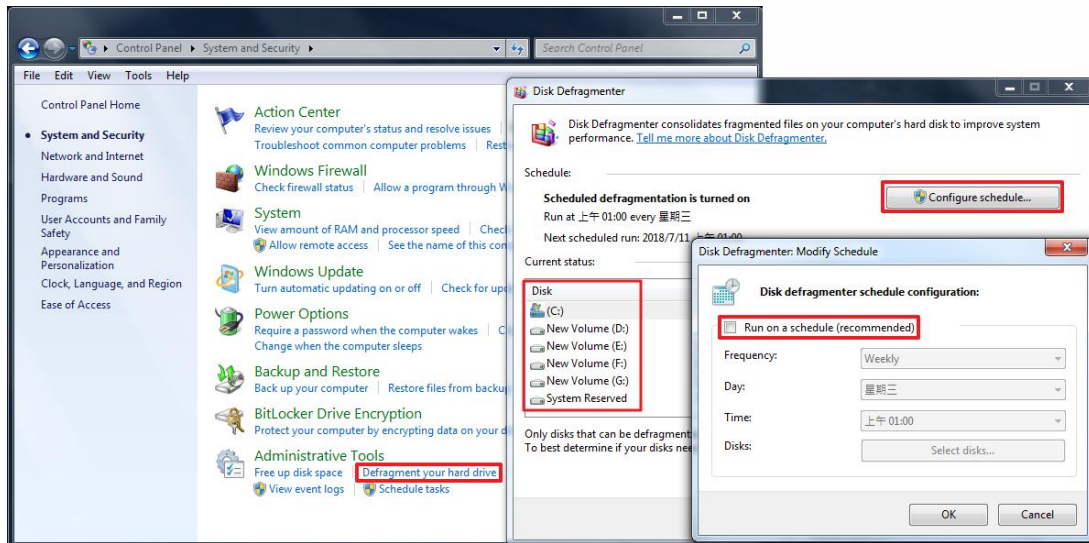 Control Panel ▸ System and Security ▸
Search Control Panel
File Edit View Tools Help
Control Panel Home
System and Security
Network and Internet
Hardware and Sound
Programs
User Accounts and Family
Safety
Appearance and
Personalization
Clock, Language, and Region
Ease of Access
Action Center
Review your computer's status and resolve issues
Troubleshoot common computer problems
Windows Firewall
Check firewall status Allow a program through
System
View amount of RAM and processor speed
Allow remote access See the name of this
Windows Update
Turn automatic updating on or off Check for
Power Options
Require a password when the computer wakes
Change when the computer sleeps
Backup and Restore
Back up your computer Restore files from
BitLocker Drive Encryption
Protect your computer by encrypting data on your
Administrative Tools
Free up disk space Defragment your hard drive
View event logs Schedule tasks
Disk Defragmenter
Disk Defragmenter consolidates fragmented files on your computer's hard disk to improve system
performance. Tell me more about Disk Defragmenter.
Schedule:
Scheduled defragmentation is turned on
Configure schedule...
Run at 上午 01:00 every 星期三
Next scheduled run: 2018/7/11 上午 01:00
Current status:
Disk
(C:)
New Volume (D:)
New Volume (E:)
New Volume (F:)
New Volume (G:)
System Reserved
Only disks that can be
To best determine if your disks
Disk Defragmenter: Modify Schedule
Disk defragmenter schedule configuration:
Run on a schedule (recommended)
Frequency: Weekly
Day: 星期三
Time: 上午 01:00
Disks: Select disks...
OK Cancel